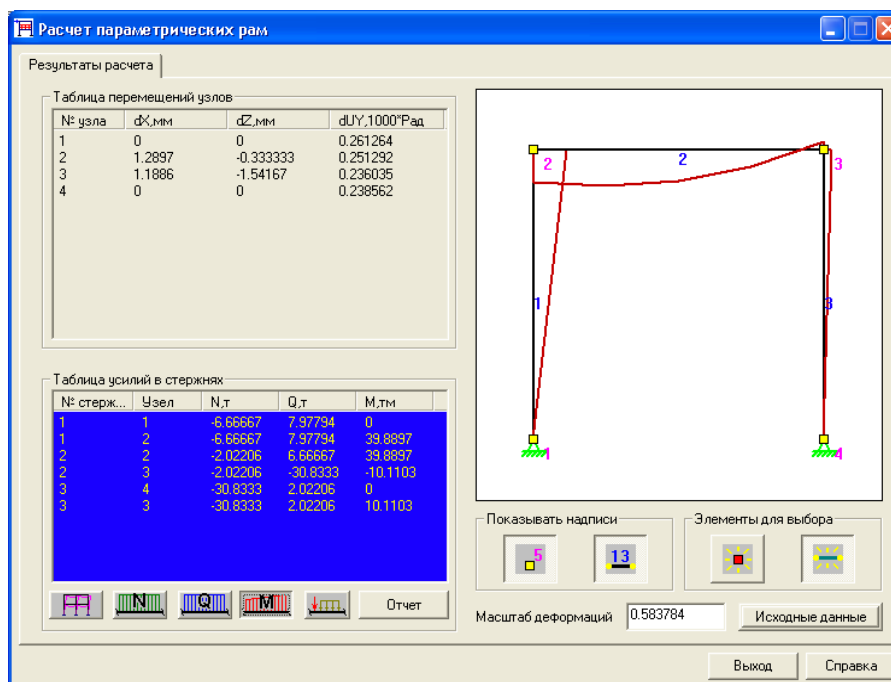 Расчет параметрических рам
Результаты расчета
Таблица перемещений узлов
№ узла dX,мм dZ,мм dUY,1000*Рад
1 0 0 0.261264
2 1.2897 -0.333333 0.251292
3 1.1886 -1.54167 0.236035
4 0 0 0.238562
Таблица усилий в стержнях
№ стерж... Узел N,т Q,т M,тм
1 1 -6.66667 7.97794 0
1 2 -6.66667 7.97794 39.8897
2 2 -2.02206 6.66667 39.8897
2 3 -2.02206 -30.8333 -10.1103
3 4 -30.8333 2.02206 0
3 3 -30.8333 2.02206 10.1103
N Q M Отчет
2 2 3
1 3
1 4
Показывать надписи
5 13
Элементы для выбора
Масштаб деформаций 0.583784 Исходные данные
Выход Справка